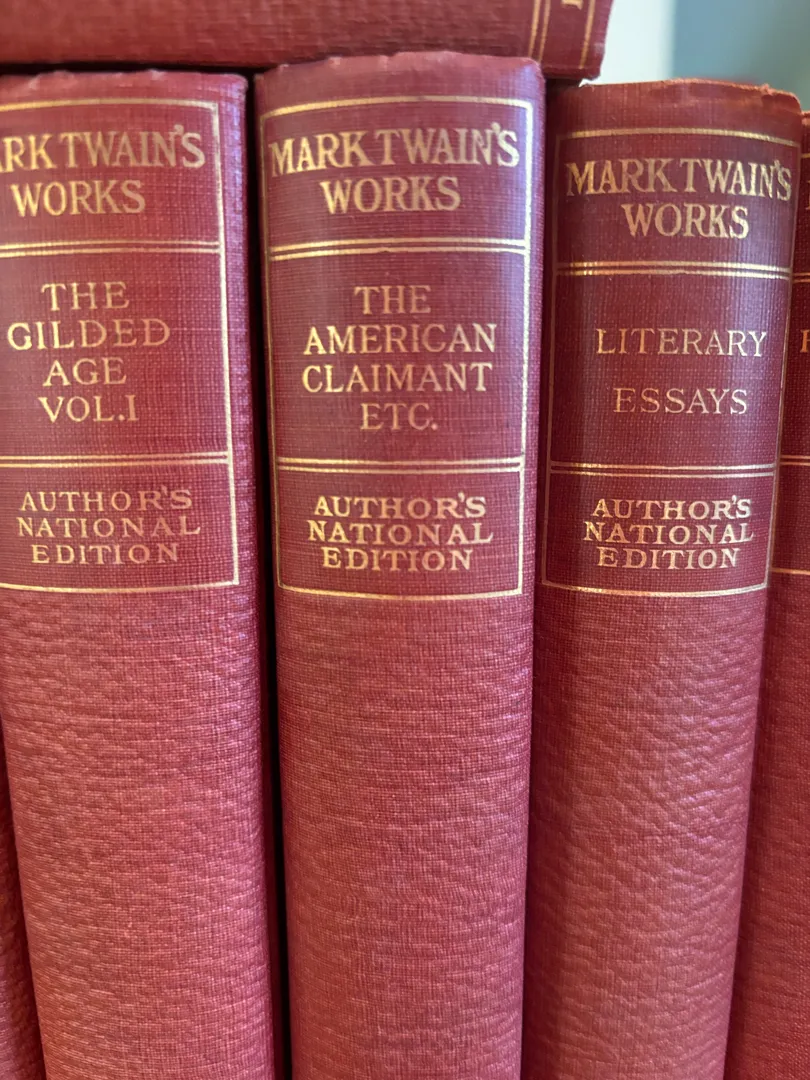 ARK TWAIN'S
WORKS
THE
GILDED
AGE
VOL.I
AUTHOR'S
NATIONAL
EDITION
MARK TWAIN'S
WORKS
THE
AMERICAN
CLAIMANT
ETC.
AUTHOR'S
NATIONAL
EDITION
MARK TWAIN'S
WORKS
LITERARY
ESSAYS
AUTHOR'S
NATIONAL
EDITION